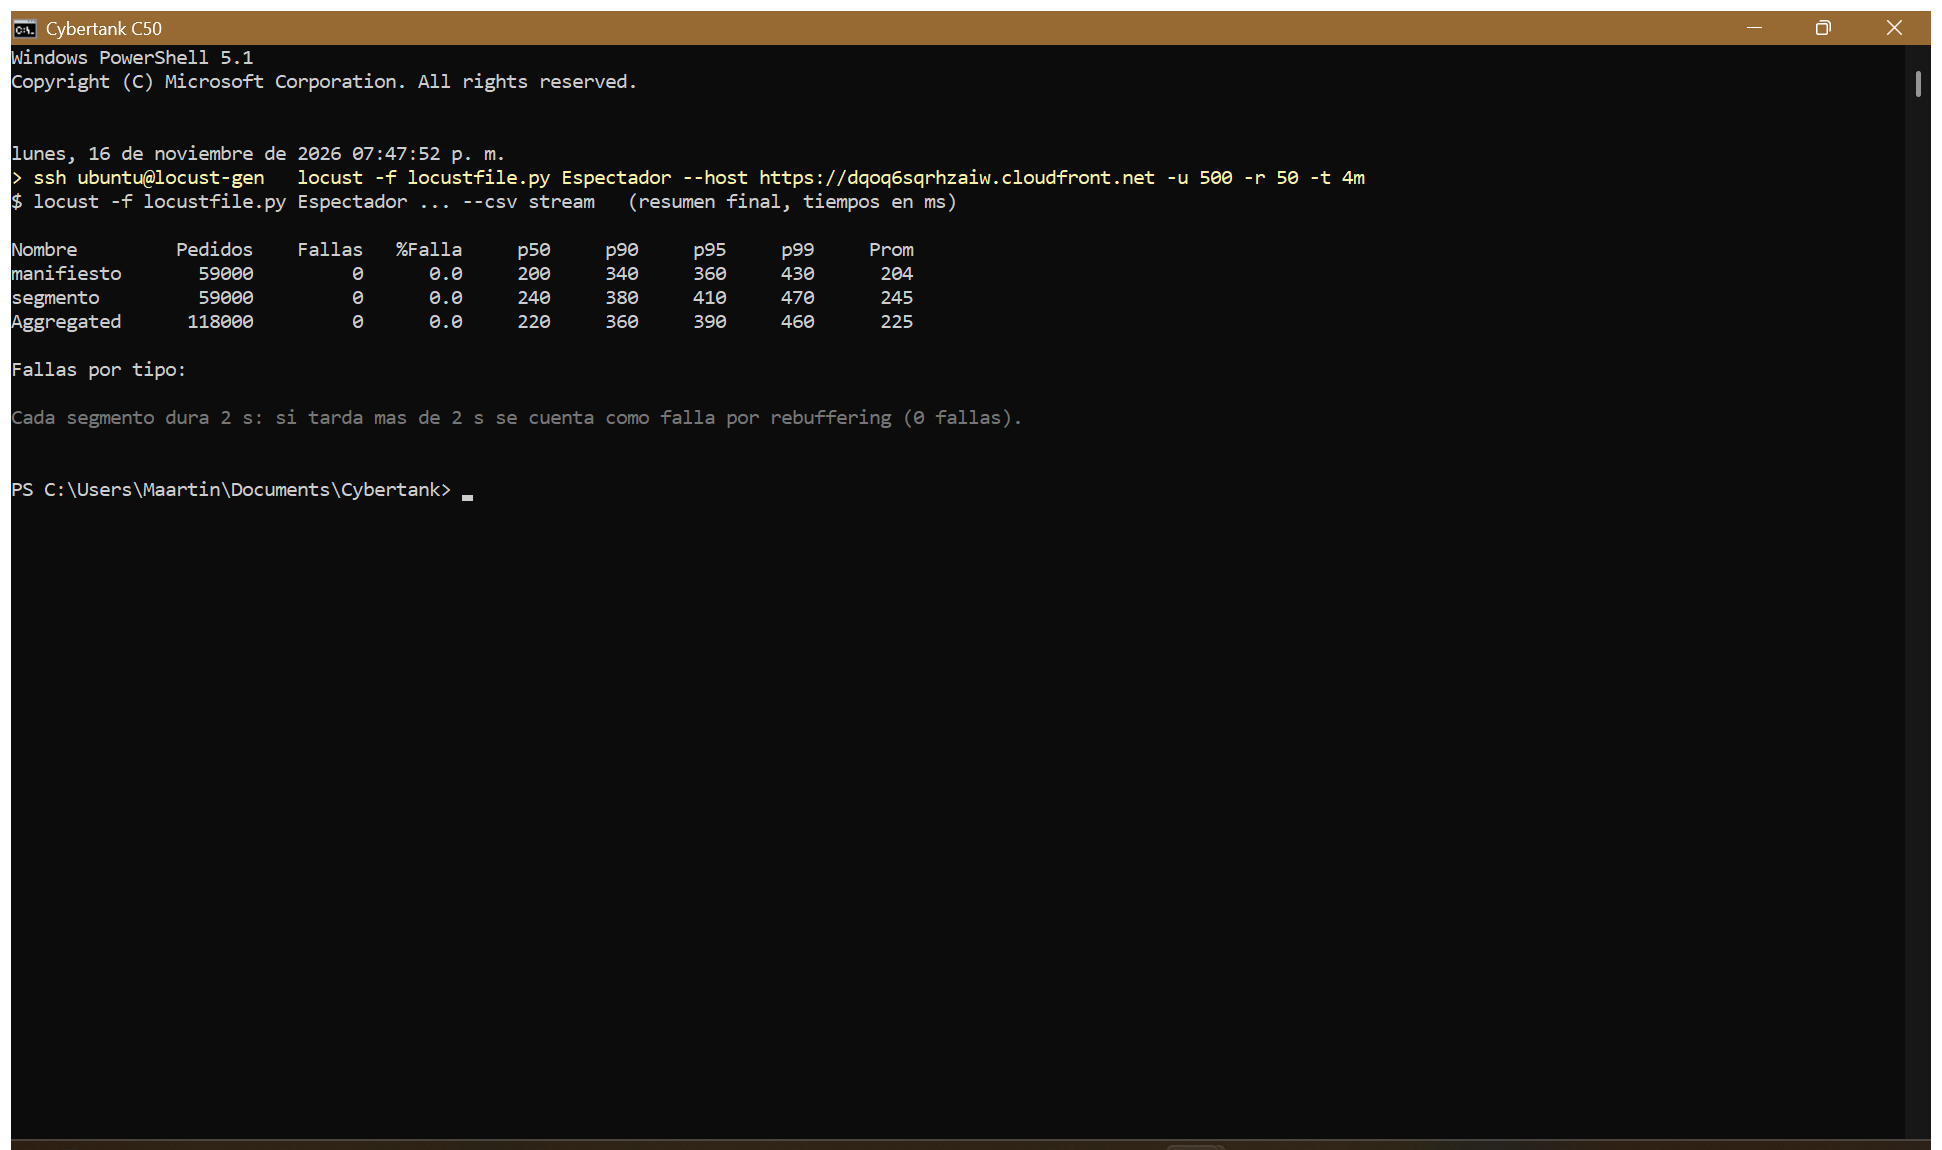 Cybertank C50
Windows PowerShell 5.1
Copyright (C) Microsoft Corporation. All rights reserved.
lunes, 16 de noviembre de 2026 07:47:52 p. m.
> ssh ubuntu@locust-gen   locust -f locustfile.py Espectador --host https://dqoq6sqrhzaiw.cloudfront.net -u 500 -r 50 -t 4m
$ locust -f locustfile.py Espectador ... --csv stream   (resumen final, tiempos en ms)
Nombre         Pedidos    Fallas   %Falla     p50     p90     p95     p99     Prom
manifiesto       59000         0      0.0     200     340     360     430      204
segmento         59000         0      0.0     240     380     410     470      245
Aggregated      118000         0      0.0     220     360     390     460      225
Fallas por tipo:
Cada segmento dura 2 s: si tarda mas de 2 s se cuenta como falla por rebuffering (0 fallas).
PS C:\Users\Maartin\Documents\Cybertank>